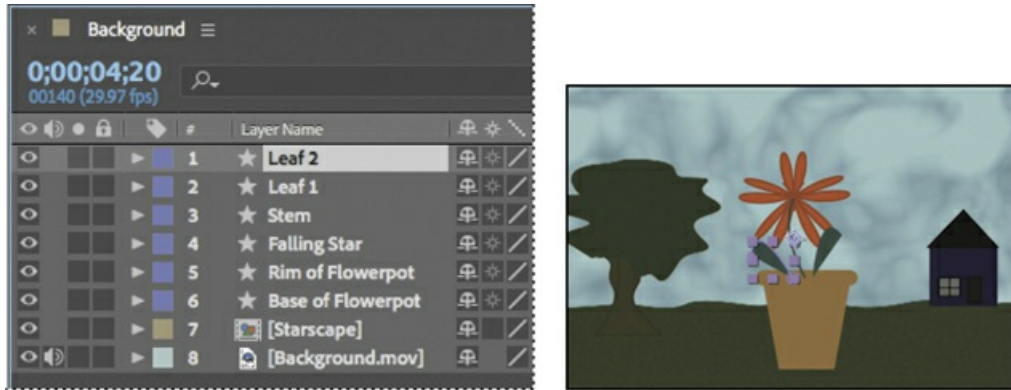 × Background ≡
0;00;04;20
00140 (29.97 fps)
# Layer Name
1 Leaf 2
2 Leaf 1
3 Stem
4 Falling Star
5 Rim of Flowerpot
6 Base of Flowerpot
7 [Starscape]
8 [Background.mov]